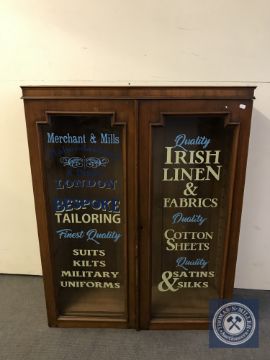 Merchant & Mills
LONDON
BESPOKE
TAILORING
Finest Quality
SUITS
KILTS
MILITARY
UNIFORMS
Quality
IRISH
LINEN
&
FABRICS
Quality
COTTON
SHEETS
Quality
SATINS
& SILKS